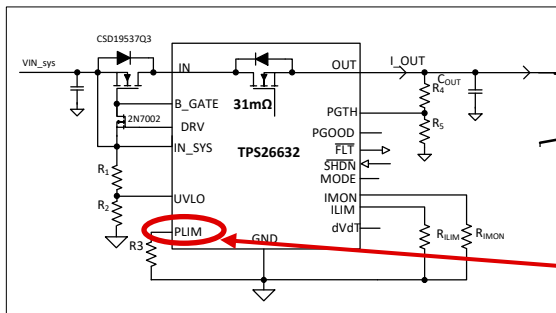 CSD19537Q3
VIN_sys
IN
OUT
I_OUT
COUT
R4
31mΩ
B_GATE
PGTH
2N7002
DRV
R5
PGOOD
IN_SYS
TPS26632
FLT
SHDN
R1
MODE
IMON
UVLO
ILIM
R2
dVdT
PLIM
GND
R3
RILIM
RIMON